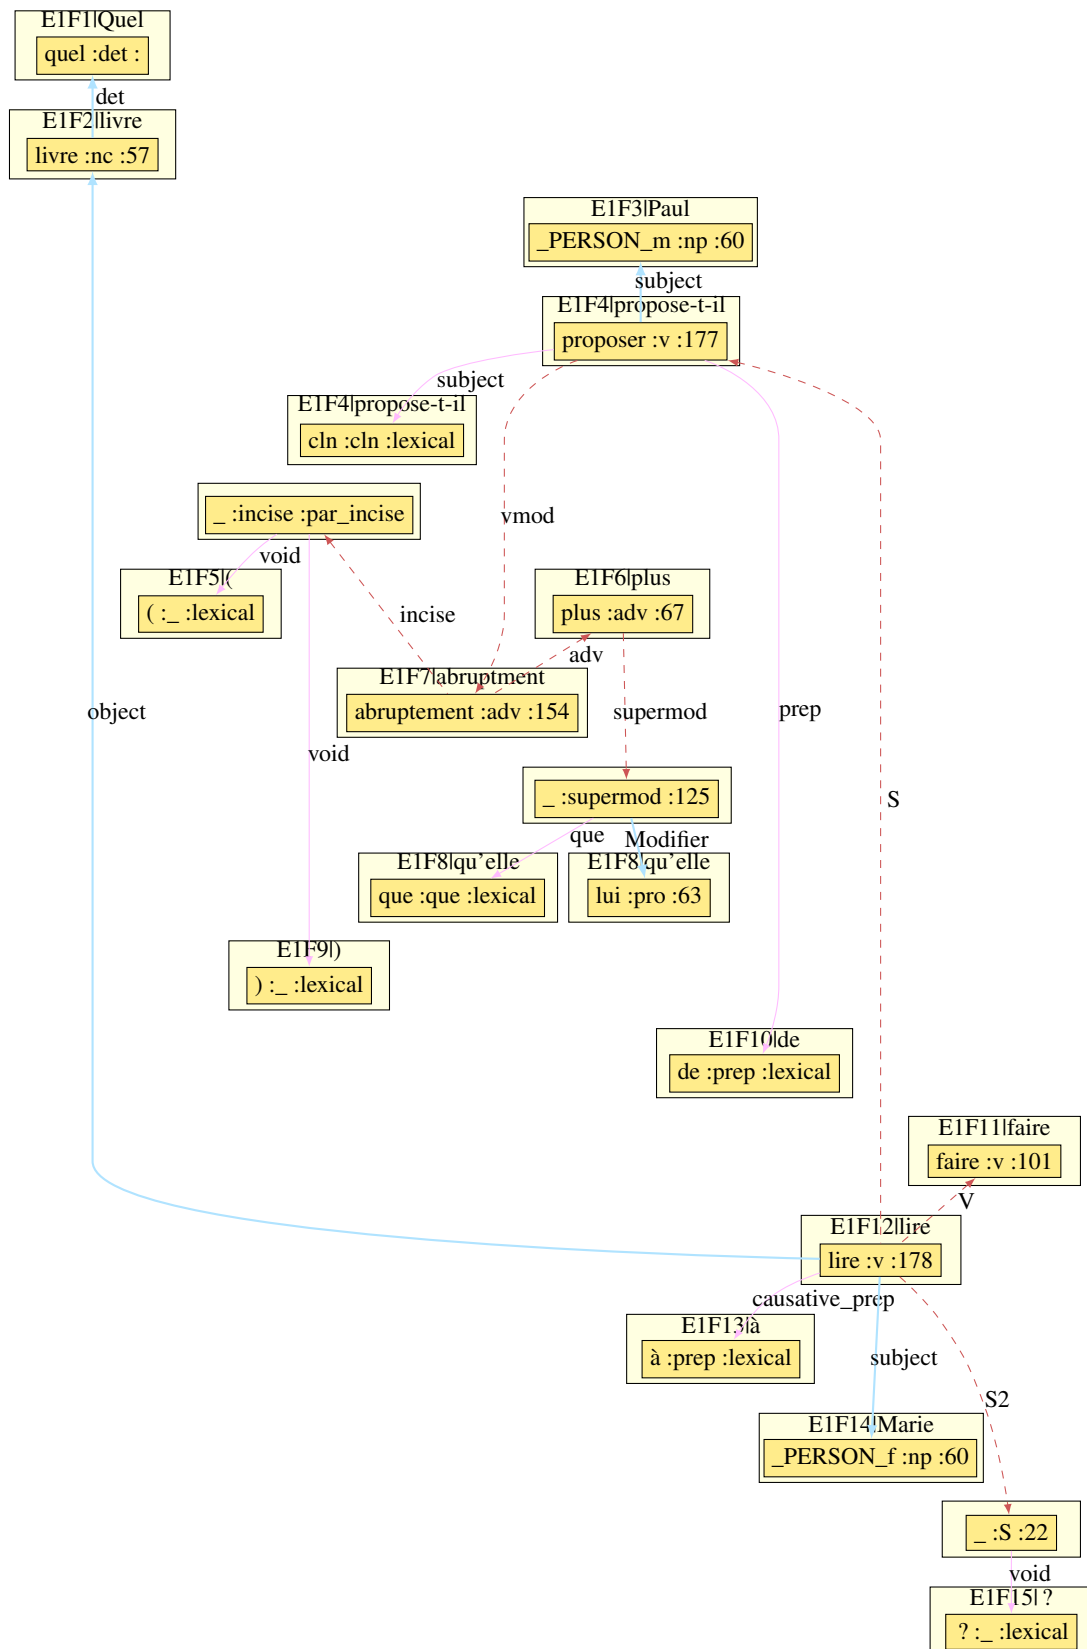 E1F1|Quel
quel :det :
det
E1F2|livre
livre :nc :57
E1F3|Paul
_PERSON_m :np :60
subject
E1F4|propose-t-il
proposer :v :177
subject
E1F4|propose-t-il
cln :cln :lexical
_ :incise :par_incise
vmod
void
E1F5|(
( :_ :lexical
E1F6|plus
plus :adv :67
incise
adv
E1F7|abruptment
abruptement :adv :154
object
supermod
prep
void
_ :supermod :125
S
que
Modifier
E1F8|qu'elle
que :que :lexical
E1F8|qu'elle
lui :pro :63
E1F9|)
) :_ :lexical
E1F10|de
de :prep :lexical
E1F11|faire
faire :v :101
V
E1F12|lire
lire :v :178
causative_prep
E1F13|à
à :prep :lexical
subject
S2
E1F14|Marie
_PERSON_f :np :60
_ :S :22
void
E1F15| ?
? :_ :lexical